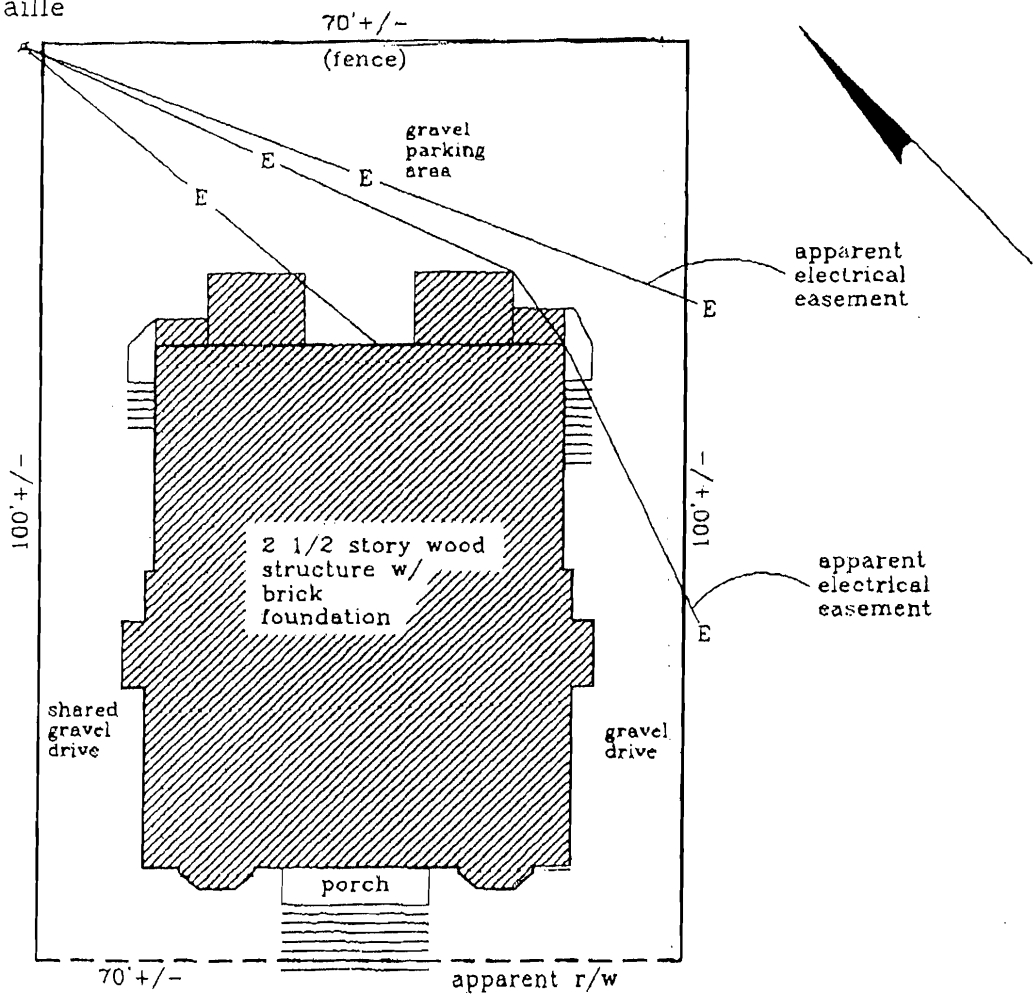 aille
70'+/-
(fence)
gravel
parking
area
E
E
E
apparent
electrical
easement
E
100'+/-
100'+/-
2 1/2 story wood
structure w/
brick
foundation
apparent
electrical
easement
E
shared
gravel
drive
gravel
drive
porch
70'+/-
apparent r/w